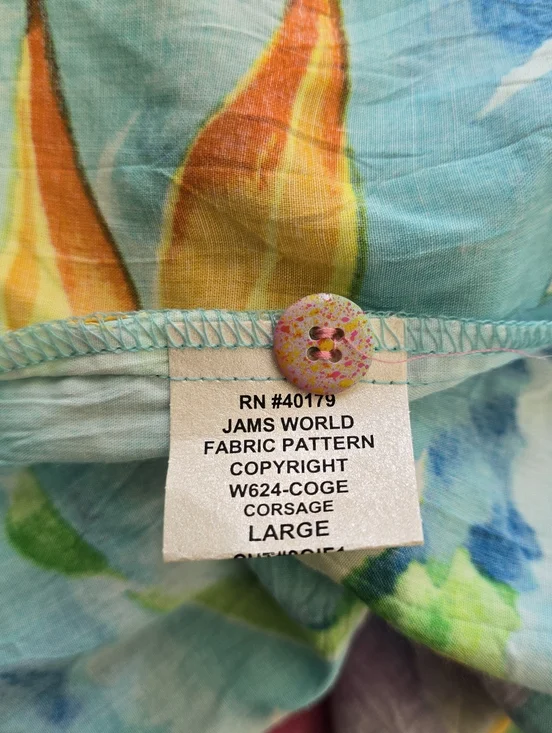 RN #40179
JAMS WORLD
FABRIC PATTERN
COPYRIGHT
W624-COGE
CORSAGE
LARGE